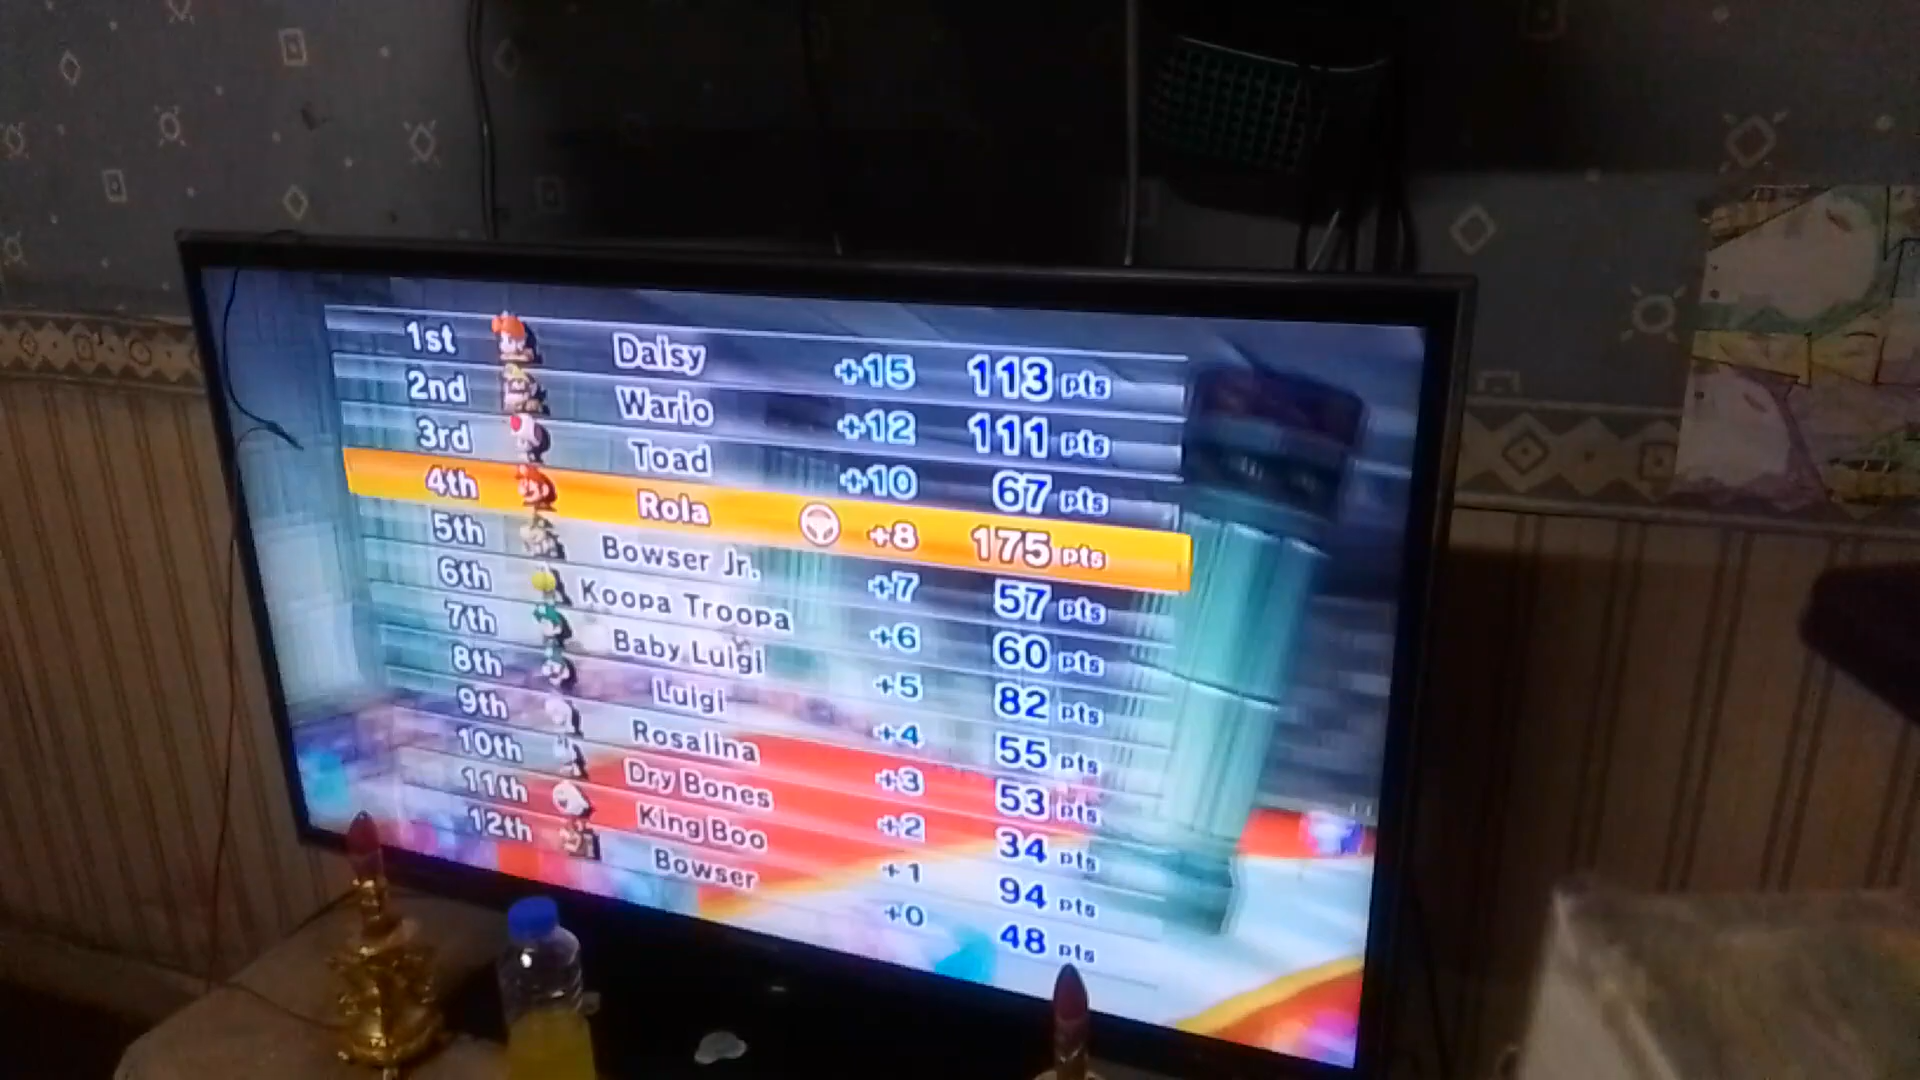 1st Daisy +15 113 pts
2nd Wario +12 111 pts
3rd Toad +10 67 pts
4th Rola +8 175 pts
5th Bowser Jr. +7 57 pts
6th Koopa Troopa +6 60 pts
7th Baby Luigi +5 82 pts
8th Luigi +4 55 pts
9th Rosalina +3 53 pts
10th Dry Bones +2 34 pts
11th King Boo +1 94 pts
12th Bowser +0 48 pts